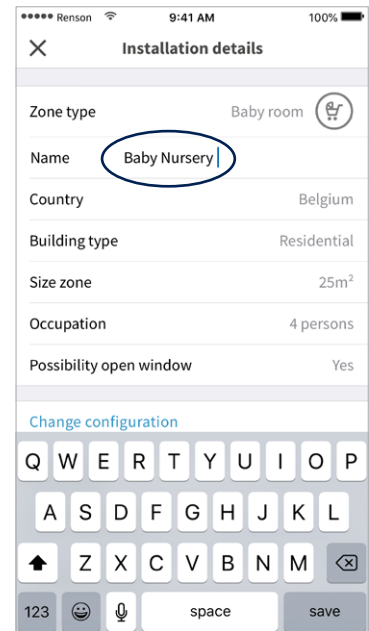 Renson 9:41 AM 100%
Installation details
Zone type Baby room
Name Baby Nursery
Country Belgium
Building type Residential
Size zone 25m²
Occupation 4 persons
Possibility open window Yes
Change configuration
Q W E R T Y U I O P
A S D F G H J K L
Z X C V B N M
123 space save